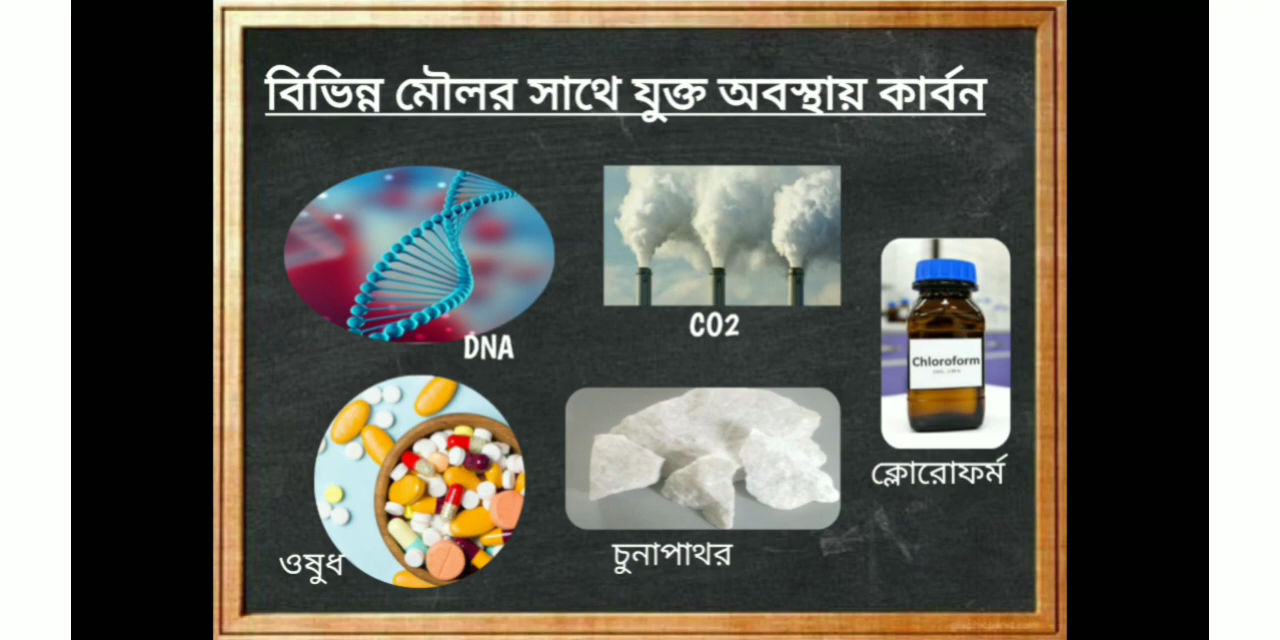 বিভিন্ন মৌলর সাথে যুক্ত অবস্থায় কার্বন
DNA
CO2
Chloroform
ক্লোরোফর্ম
ওষুধ
চুনাপাথর